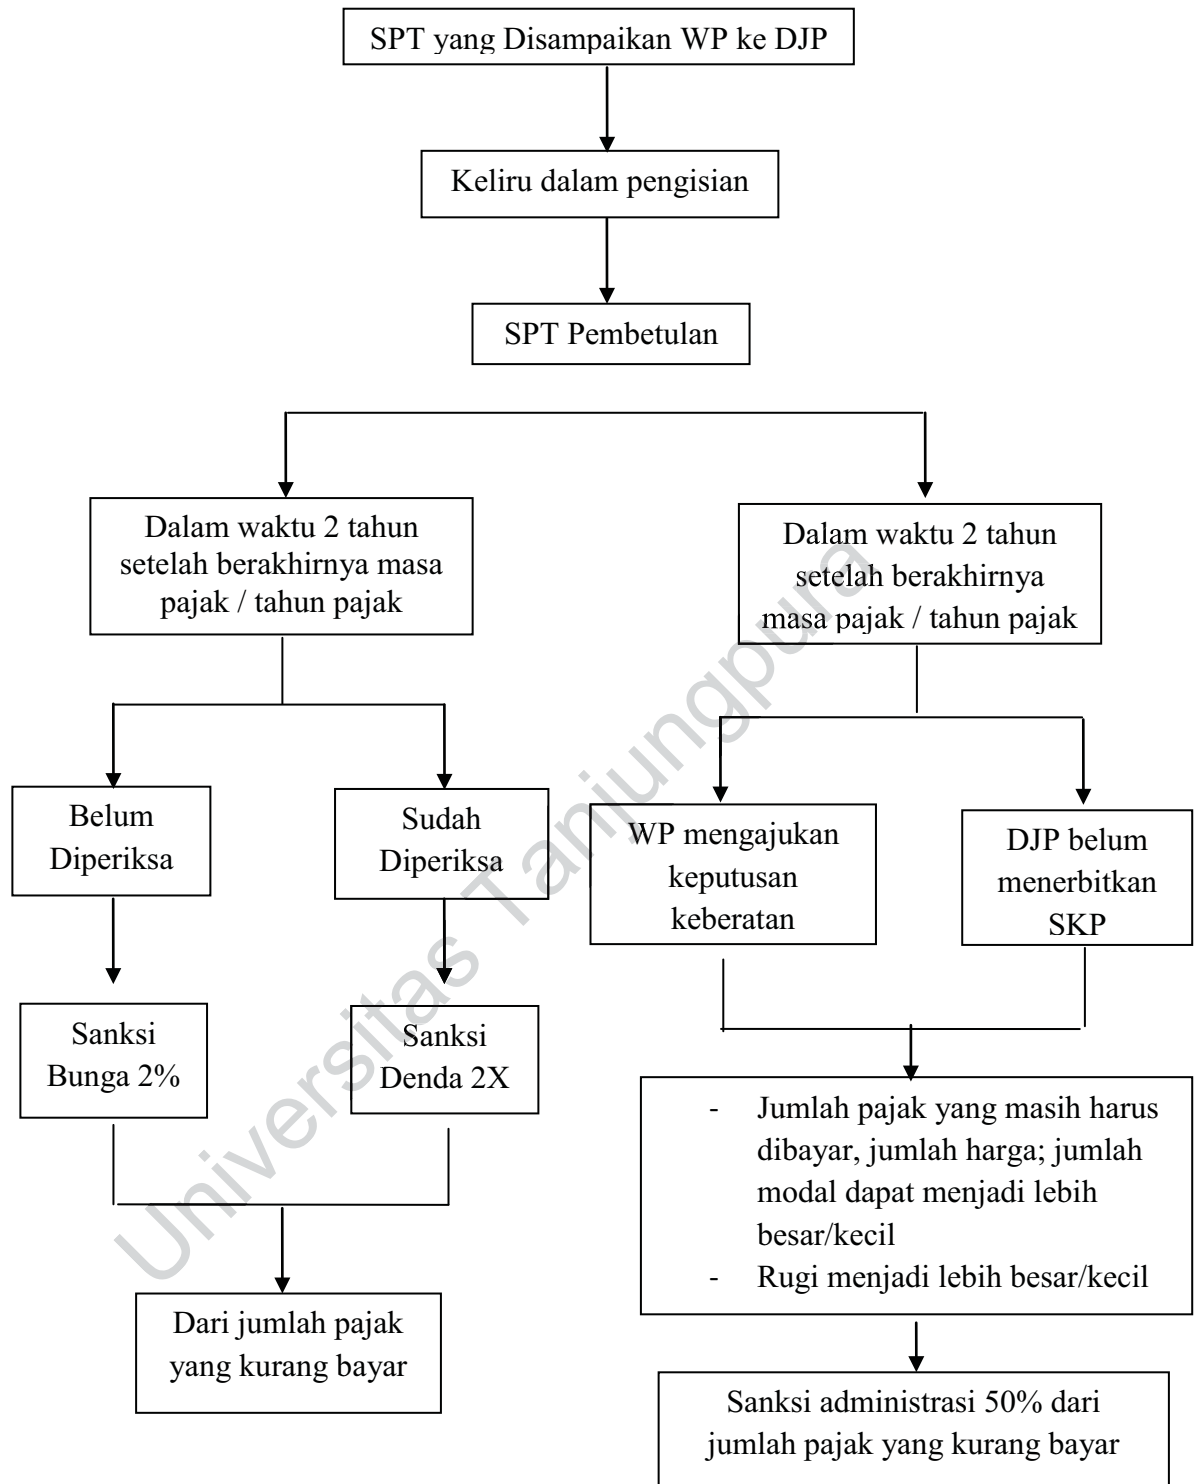 SPT yang Disampaikan WP ke DJP
Keliru dalam pengisian
SPT Pembetulan
Dalam waktu 2 tahun
setelah berakhirnya masa
pajak / tahun pajak
Dalam waktu 2 tahun
setelah berakhirnya
masa pajak / tahun pajak
Belum
Diperiksa
Sudah
Diperiksa
WP mengajukan
keputusan
keberatan
DJP belum
menerbitkan
SKP
Sanksi
Bunga 2%
Sanksi
Denda 2X
- Jumlah pajak yang masih harus
dibayar, jumlah harga; jumlah
modal dapat menjadi lebih
besar/kecil
- Rugi menjadi lebih besar/kecil
Dari jumlah pajak
yang kurang bayar
Sanksi administrasi 50% dari
jumlah pajak yang kurang bayar
Universitas Tanjungpura